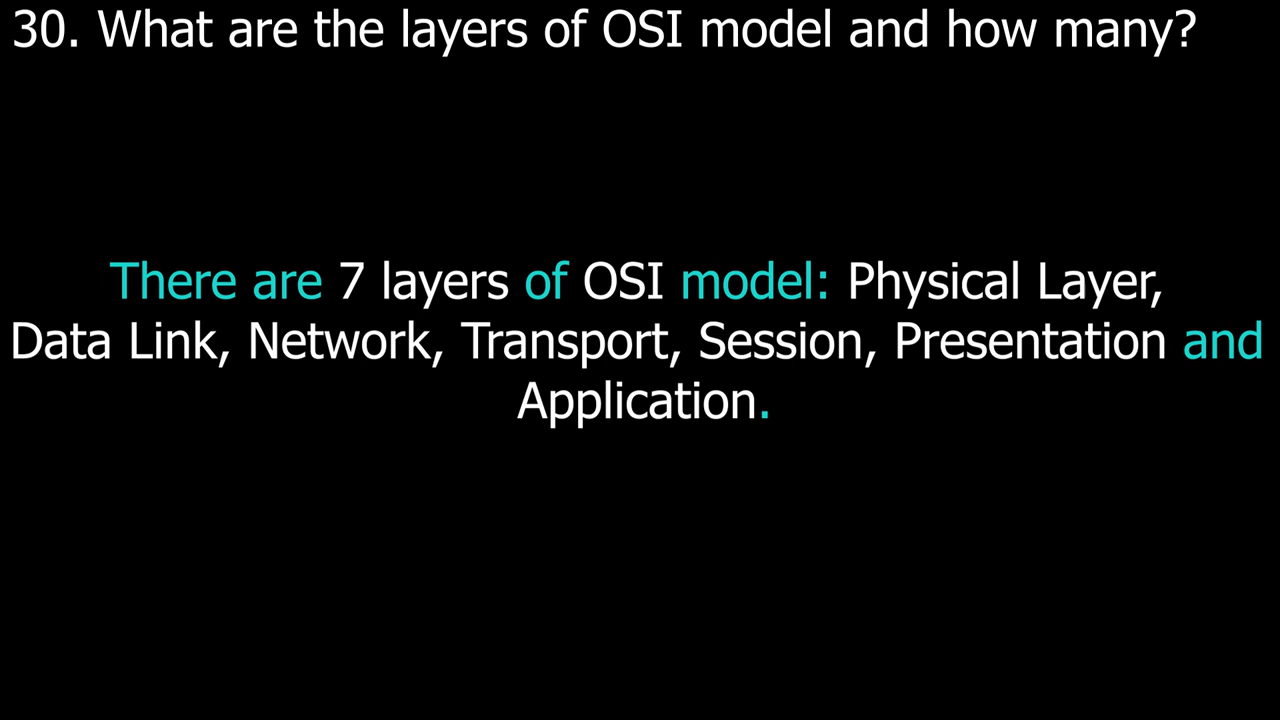 30. What are the layers of OSI model and how many?
There are 7 layers of OSI model: Physical Layer,
Data Link, Network, Transport, Session, Presentation and
Application.